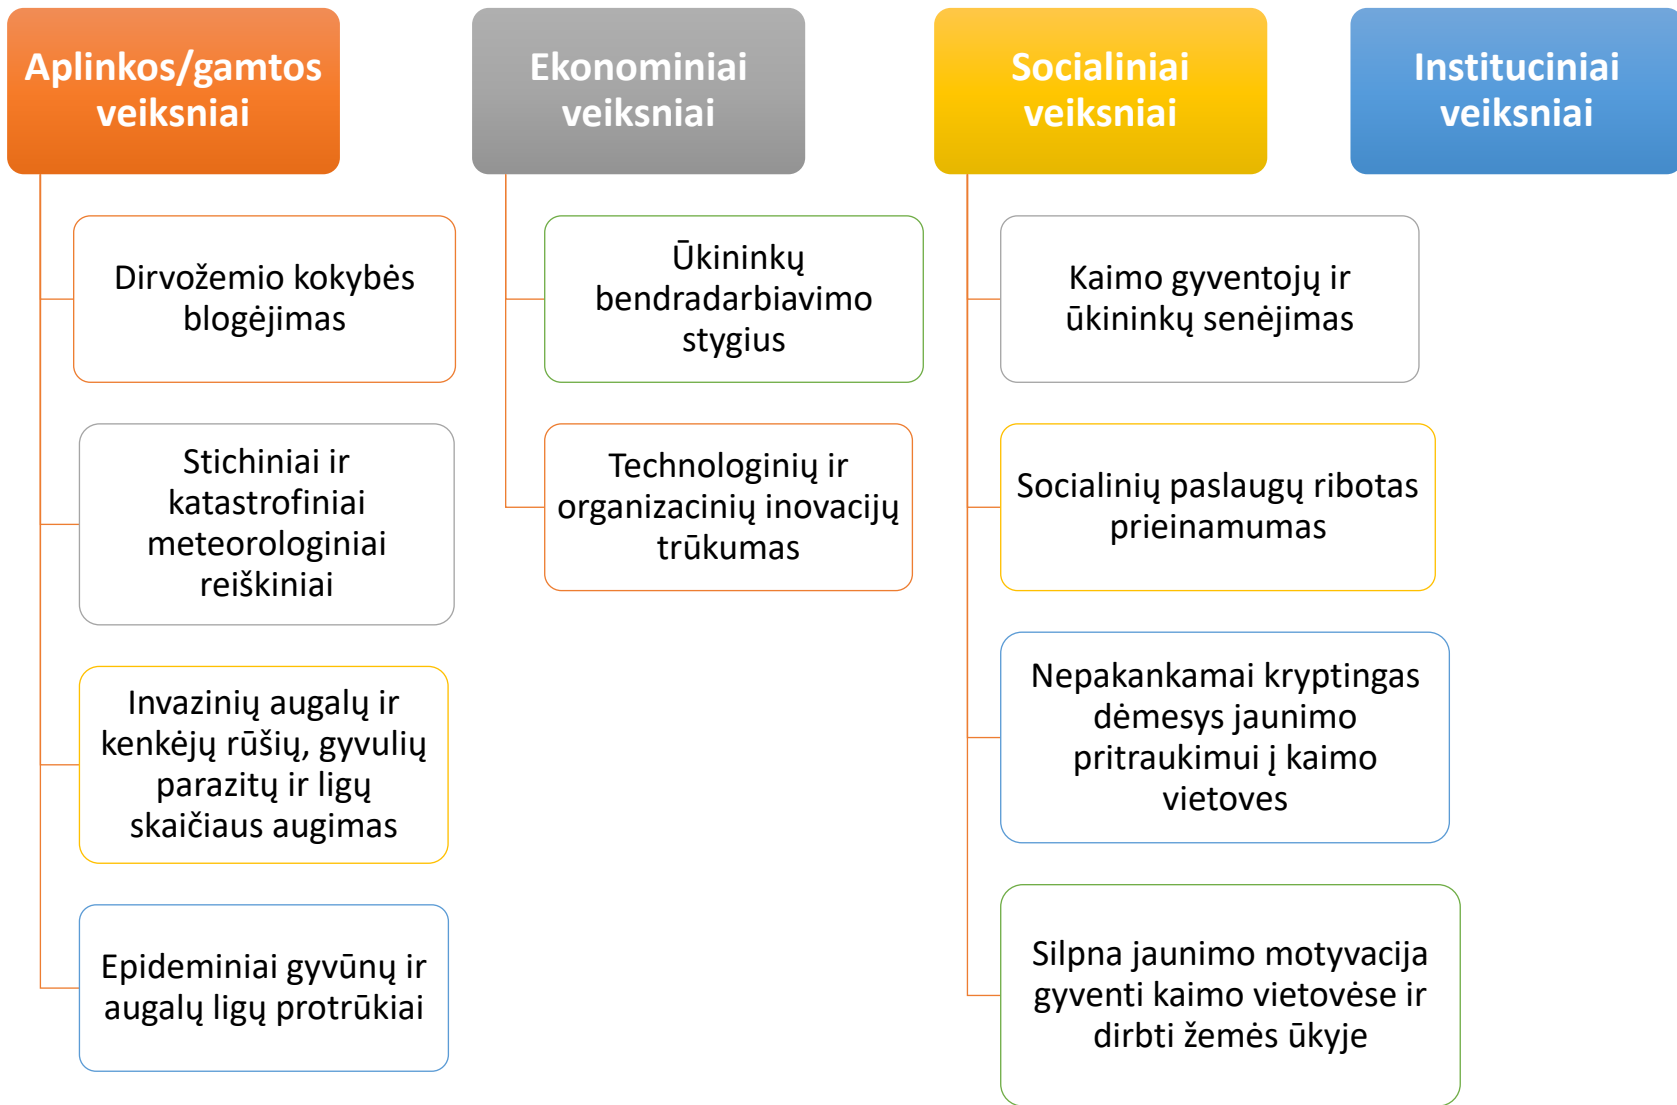 Aplinkos/gamtos
veiksniai
Dirvožemio kokybės
blogėjimas
Stichiniai ir
katastrofiniai
meteorologiniai
reiškiniai
Invazinių augalų ir
kenkėjų rūšių, gyvulių
parazitų ir ligų
skaičiaus augimas
Epideminiai gyvūnų ir
augalų ligų protrūkiai
Ekonominiai
veiksniai
Ūkininkų
bendradarbiavimo
stygius
Technologinių ir
organizacinių inovacijų
trūkumas
Socialiniai
veiksniai
Kaimo gyventojų ir
ūkininkų senėjimas
Socialinių paslaugų ribotas
prieinamumas
Nepakankamai kryptingas
dėmesys jaunimo
pritraukimui į kaimo
vietoves
Silpna jaunimo motyvacija
gyventi kaimo vietovėse ir
dirbti žemės ūkyje
Instituciniai
veiksniai